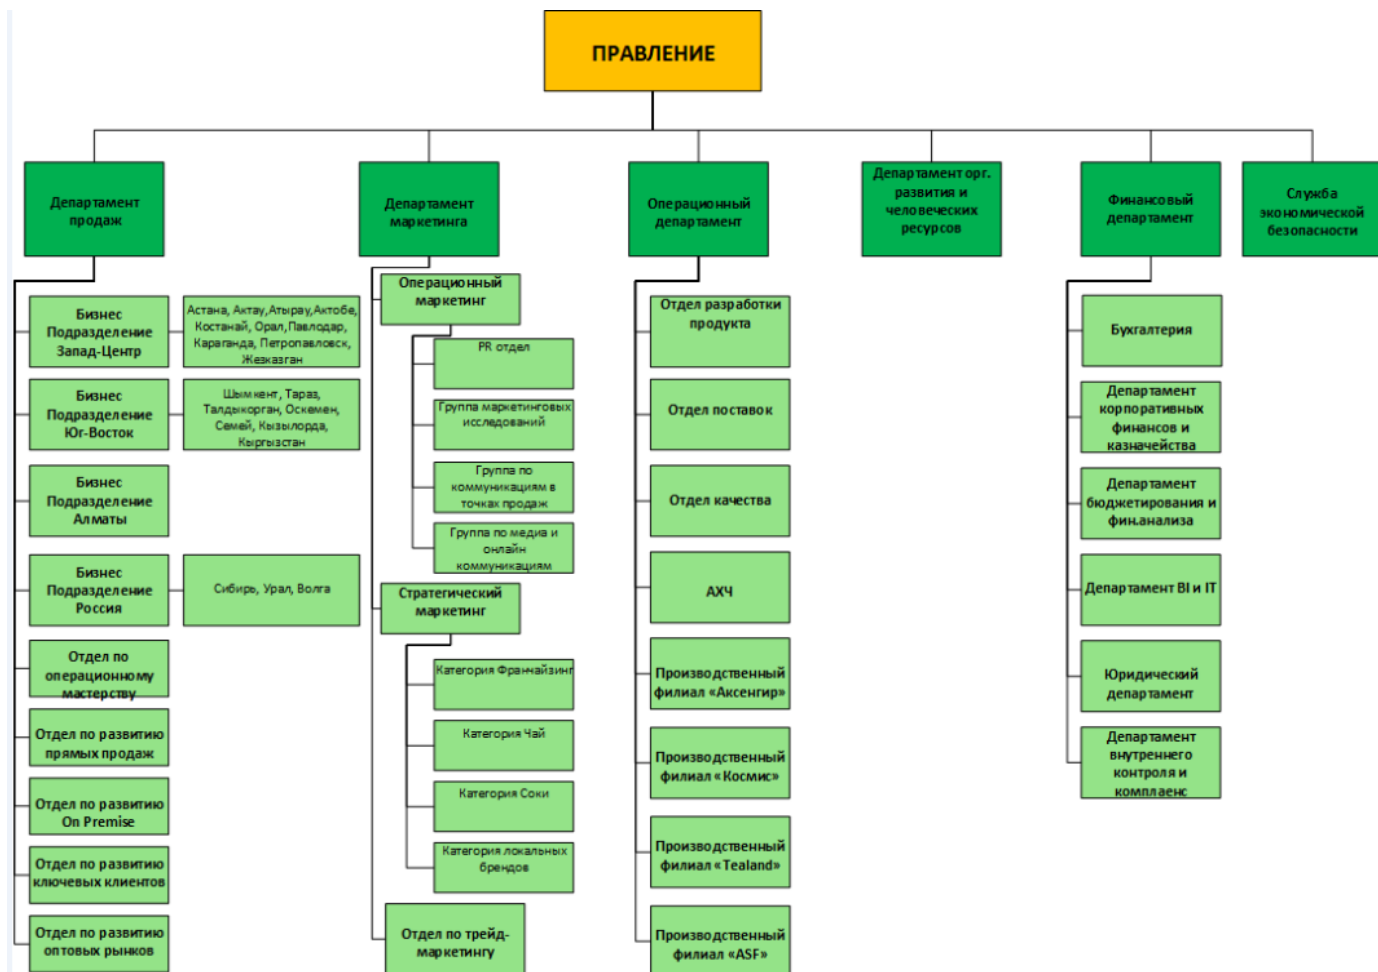 ПРАВЛЕНИЕ
Департамент
продаж
Департамент
маркетинга
Операционный
департамент
Департамент орг.
развития и
человеческих
ресурсов
Финансовый
департамент
Служба
экономической
безопасности
Бизнес
Подразделение
Запад-Центр
Астана, Актау,Атырау,Актобе,
Костанай, Орал,Павлодар,
Караганда, Петропавловск,
Жезказган
Бизнес
Подразделение
Юг-Восток
Шымкент, Тараз,
Талдыкорган, Оскемен,
Семей, Кызылорда,
Кыргызстан
Бизнес
Подразделение
Алматы
Бизнес
Подразделение
Россия
Сибирь, Урал, Волга
Отдел по
операционному
мастерству
Отдел по развитию
прямых продаж
Отдел по развитию
On Premise
Отдел по развитию
ключевых клиентов
Отдел по развитию
оптовых рынков
Операционный
маркетинг
PR отдел
Группа маркетинговых
исследований
Группа по
коммуникациям в
точках продаж
Группа по медиа и
онлайн
коммуникациям
Стратегический
маркетинг
Категория Франчайзинг
Категория Чай
Категория Соки
Категория локальных
брендов
Отдел по трейд-
маркетингу
Отдел разработки
продукта
Отдел поставок
Отдел качества
АХЧ
Производственный
филиал «Аксенгир»
Производственный
филиал «Космис»
Производственный
филиал «Tealand»
Производственный
филиал «ASF»
Бухгалтерия
Департамент
корпоративных
финансов и
казначейства
Департамент
бюджетирования и
фин.анализа
Департамент BI и IT
Юридический
департамент
Департамент
внутреннего
контроля и
комплаенс